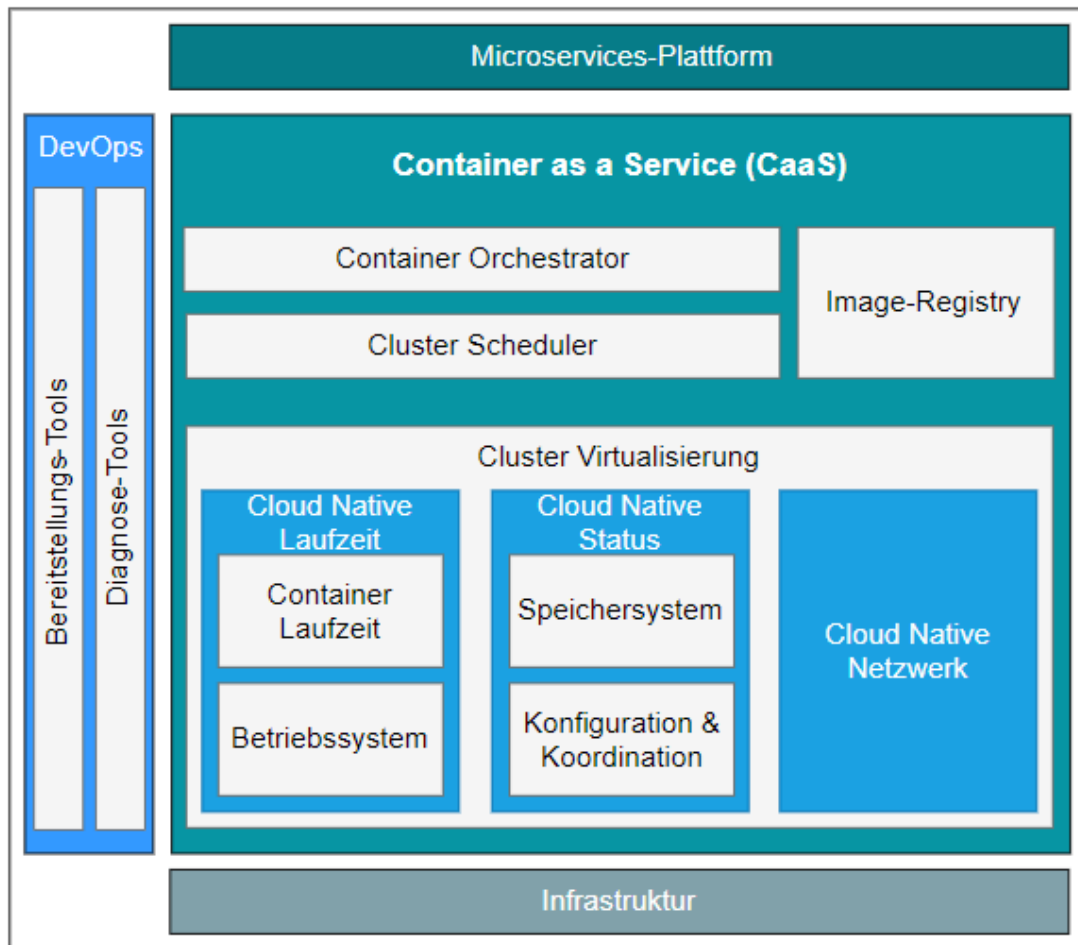 Microservices-Plattform
DevOps
Bereitstellungs-Tools
Diagnose-Tools
Container as a Service (CaaS)
Container Orchestrator
Cluster Scheduler
Image-Registry
Cluster Virtualisierung
Cloud Native
Laufzeit
Container
Laufzeit
Betriebssystem
Cloud Native
Status
Speichersystem
Konfiguration &
Koordination
Cloud Native
Netzwerk
Infrastruktur